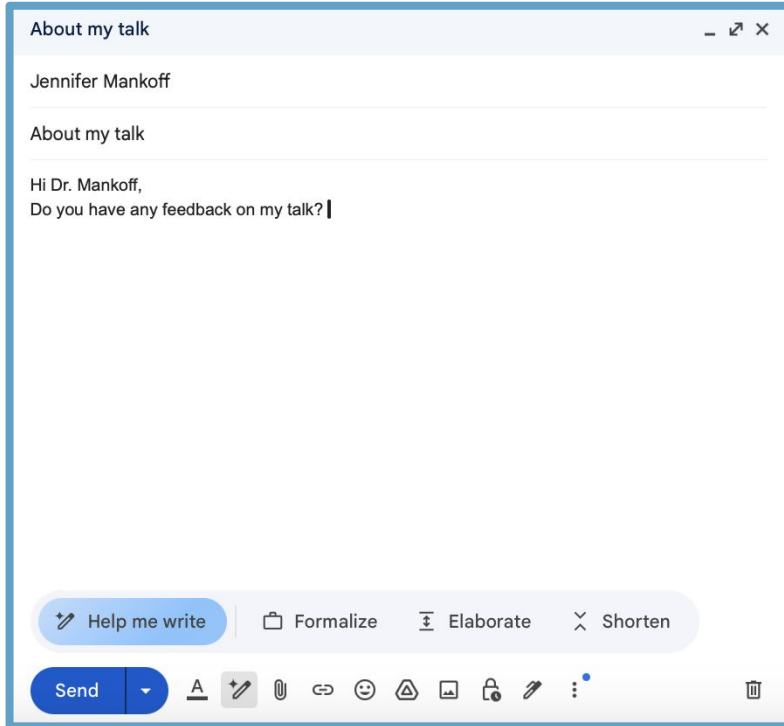 About my talk
Jennifer Mankoff
About my talk
Hi Dr. Mankoff,
Do you have any feedback on my talk?
Help me write Formalize Elaborate Shorten
Send